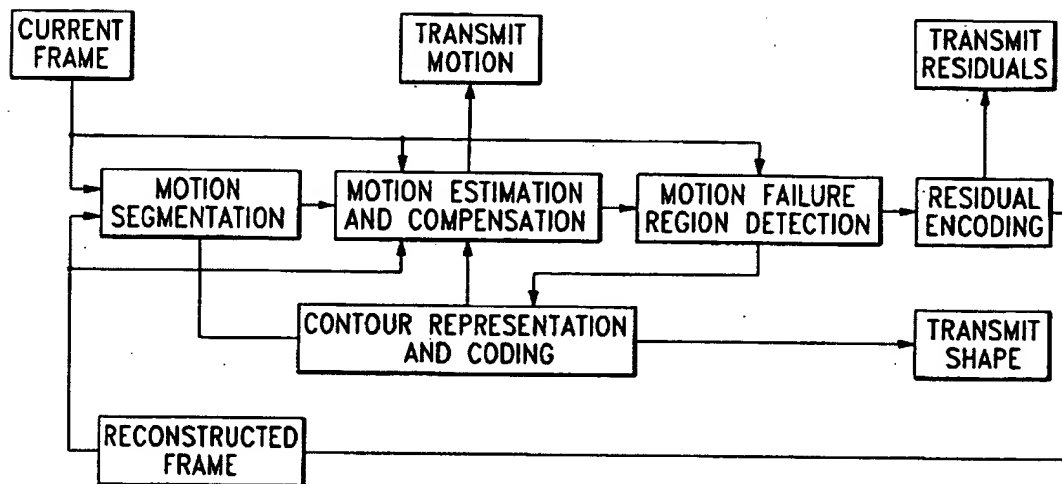 CURRENT
FRAME
TRANSMIT
MOTION
TRANSMIT
RESIDUALS
MOTION
SEGMENTATION
MOTION ESTIMATION
AND COMPENSATION
MOTION FAILURE
REGION DETECTION
RESIDUAL
ENCODING
CONTOUR REPRESENTATION
AND CODING
TRANSMIT
SHAPE
RECONSTRUCTED
FRAME